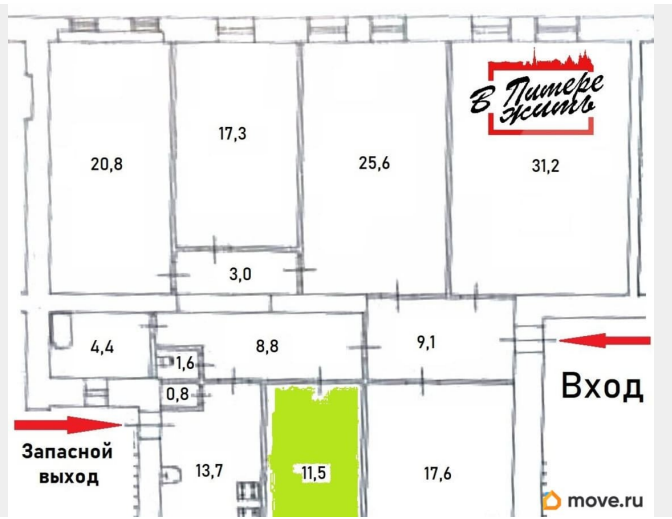 В Питере
жить
17,3
20,8
25,6
31,2
3,0
4,4
8,8
9,1
1,6
0,8
Вход
Запасной
выход
13,7
11,5
17,6
move.ru